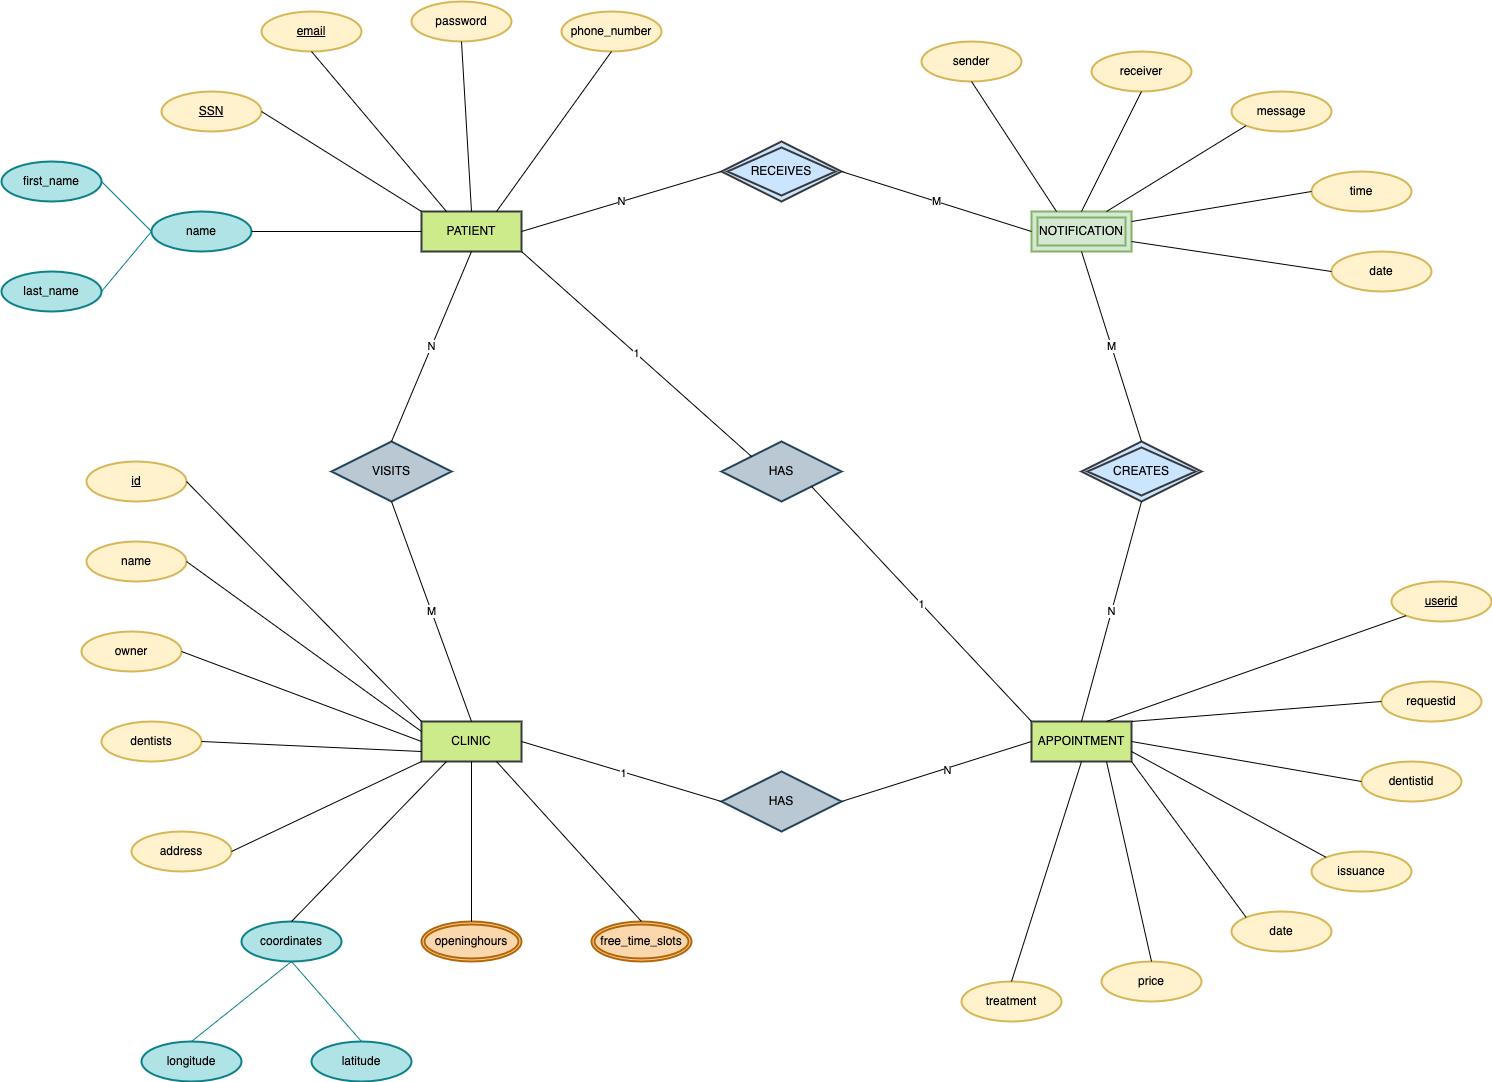 password
email
phone_number
sender
receiver
SSN
message
first_name
RECEIVES
time
N
M
name
PATIENT
NOTIFICATION
date
last_name
N
1
M
VISITS
HAS
CREATES
id
name
1
userid
M
N
owner
requestid
dentists
CLINIC
APPOINTMENT
1
N
dentistid
HAS
address
issuance
coordinates
openinghours
free_time_slots
date
price
treatment
longitude
latitude